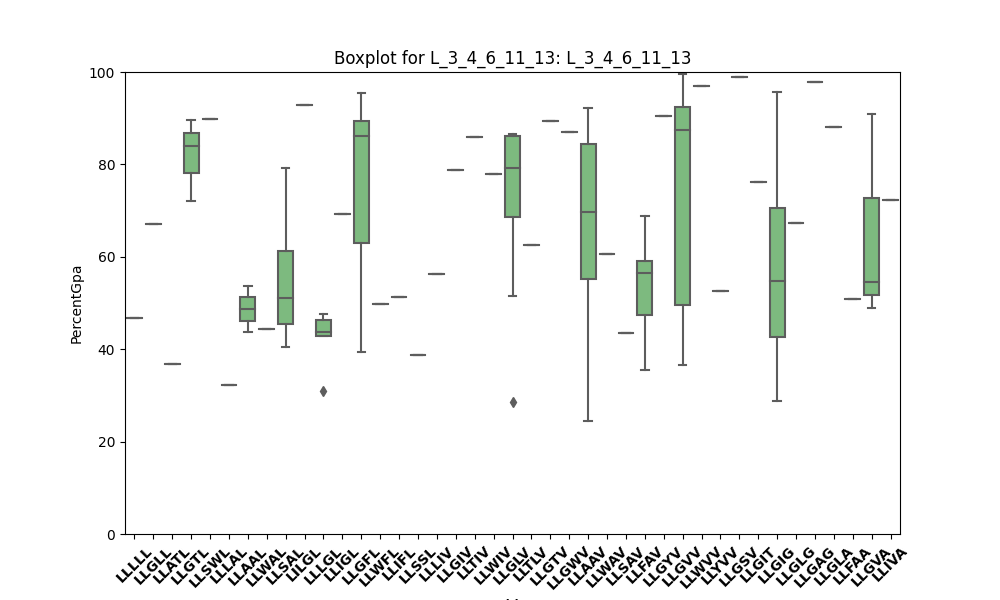 Boxplot for L_3_4_6_11_13: L_3_4_6_11_13
PercentGpa
100
80
60
40
20
0
LLLLL
LLGLL
LLATL
LLGTL
LLSWL
LLLAL
LLAAL
LLWAL
LLSAL
LILGL
LLLGL
LLIGL
LLGFL
LLWFL
LLIFL
LLSSL
LLLIV
LLGIV
LLTIV
LLWIV
LLGLV
LLTLV
LLGTV
LLGWV
LLAAV
LLWAV
LLSAV
LLFAV
LLGYV
LLGVV
LLWVV
LLYVV
LLGSV
LLGIT
LLGIG
LLGLG
LLGAG
LLGLA
LLFAA
LLGVA
LLIVA